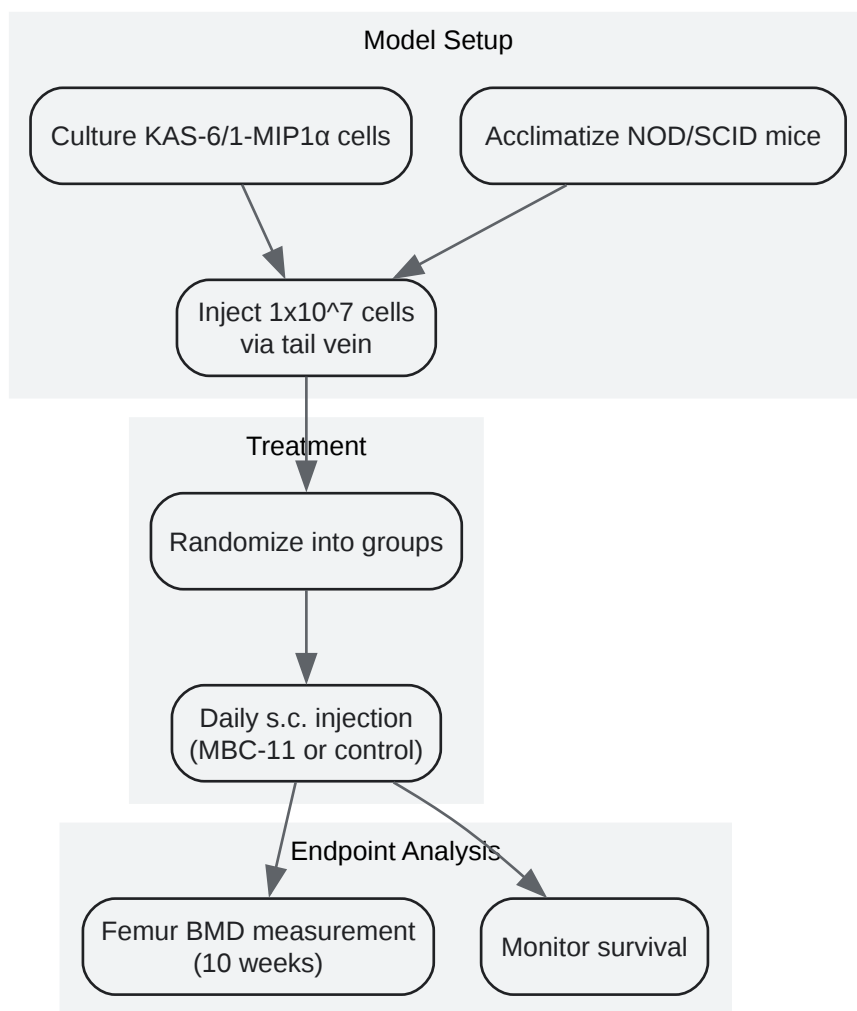 Model Setup
Culture KAS-6/1-MIP1α cells
Acclimatize NOD/SCID mice
Inject 1x10^7 cells
via tail vein
Treatment
Randomize into groups
Daily s.c. injection
(MBC-11 or control)
Endpoint Analysis
Femur BMD measurement
(10 weeks)
Monitor survival